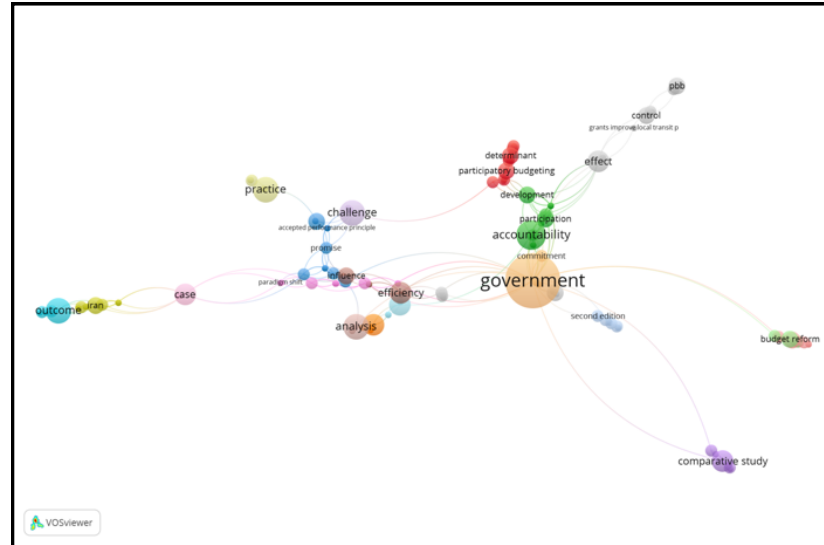 pbb
control
grants improve local transit p
determinant
effect
participatory budgeting
practice
development
challenge
participation
accepted performance principle
accountability
promise
commitment
paradigm shift
influence
government
case
efficiency
iran
outcome
second edition
analysis
budget reform
comparative study
VOSviewer